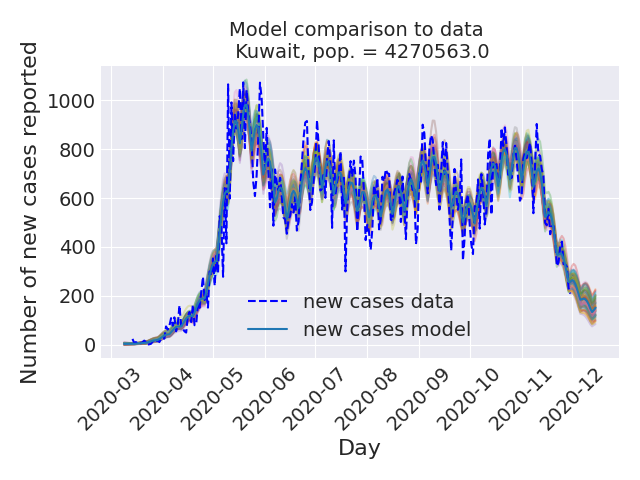 Model comparison to data
Kuwait, pop. = 4270563.0
Number of new cases reported
1000
800
600
400
200
0
new cases data
new cases model
2020-03
2020-04
2020-05
2020-06
2020-07
2020-08
2020-09
2020-10
2020-11
2020-12
Day